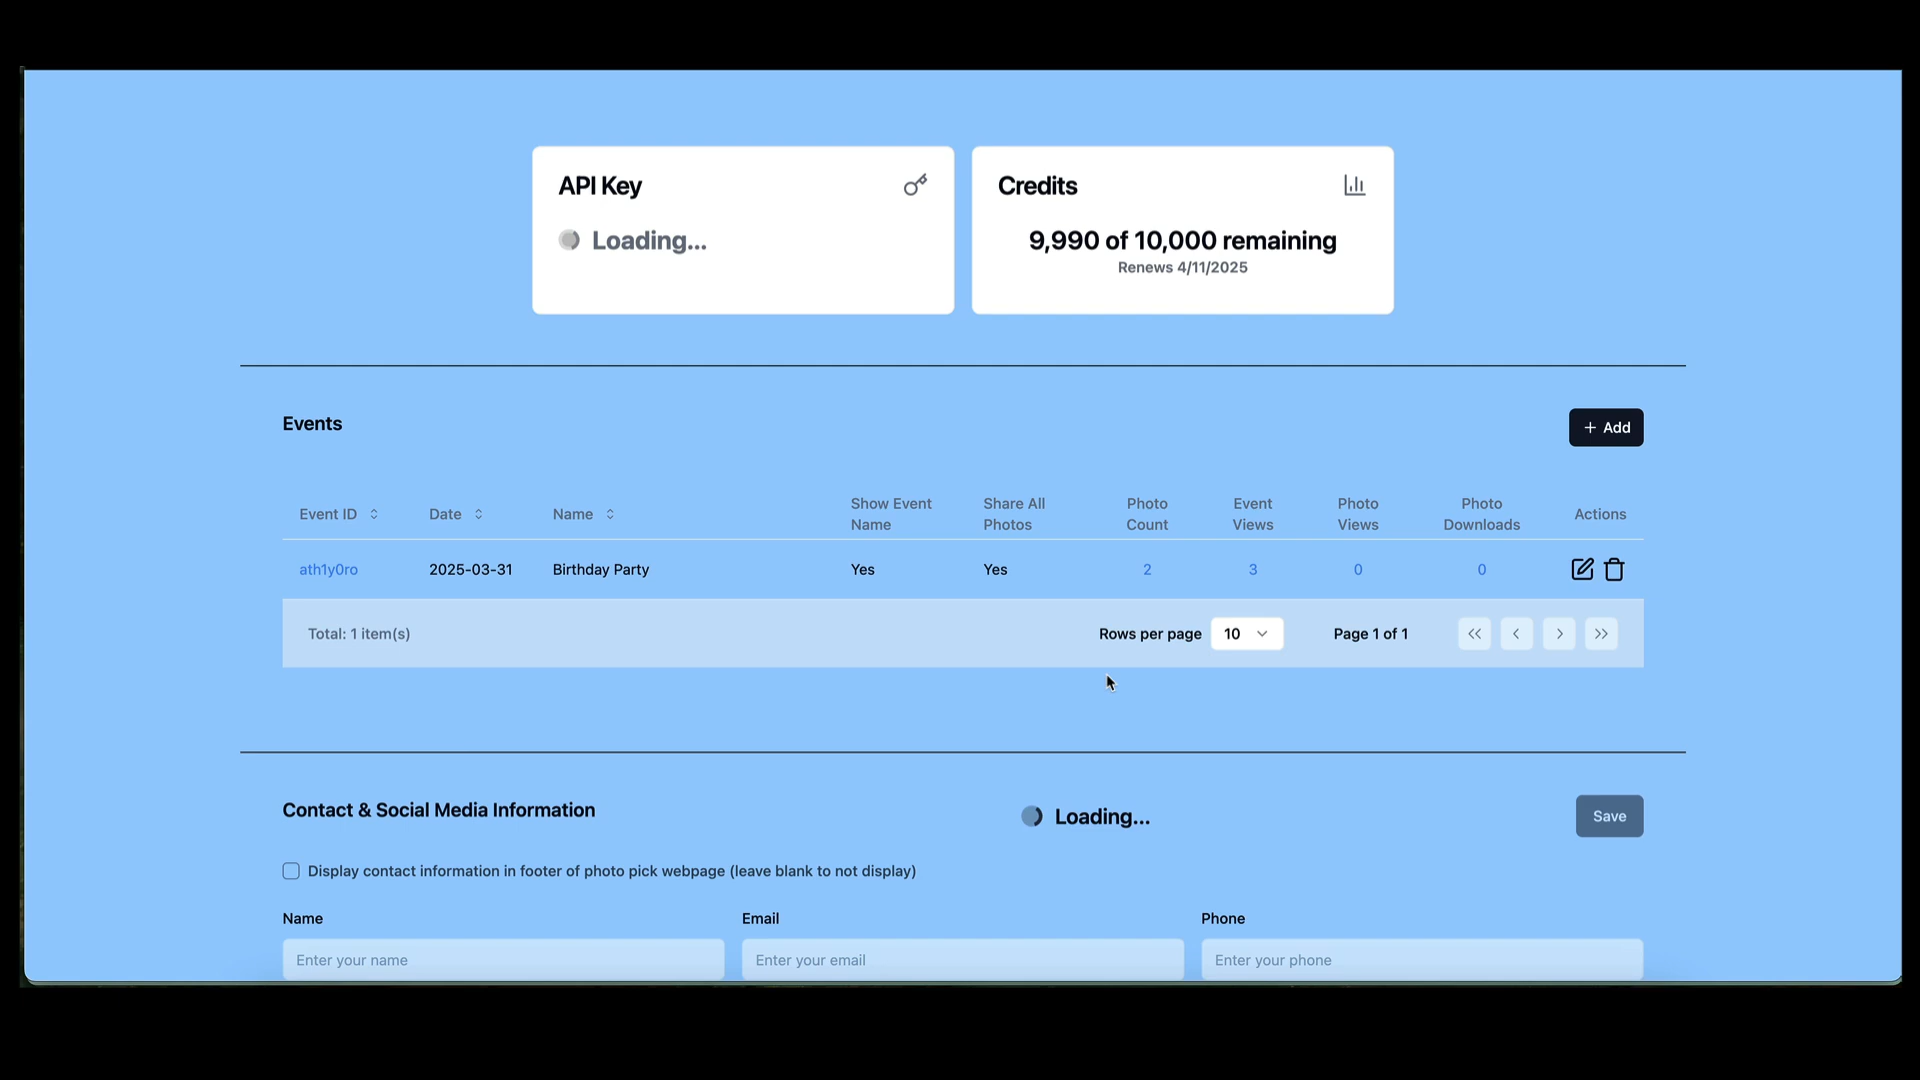 API Key
Loading...
Credits
9,990 of 10,000 remaining
Renews 4/11/2025
Events
+ Add
Event ID Date Name Show Event Name Share All Photos Photo Count Event Views Photo Views Photo Downloads Actions
ath1y0ro 2025-03-31 Birthday Party Yes Yes 2 3 0 0
Total: 1 item(s) Rows per page 10 Page 1 of 1
Contact & Social Media Information Loading... Save
Display contact information in footer of photo pick webpage (leave blank to not display)
Name Email Phone
Enter your name Enter your email Enter your phone